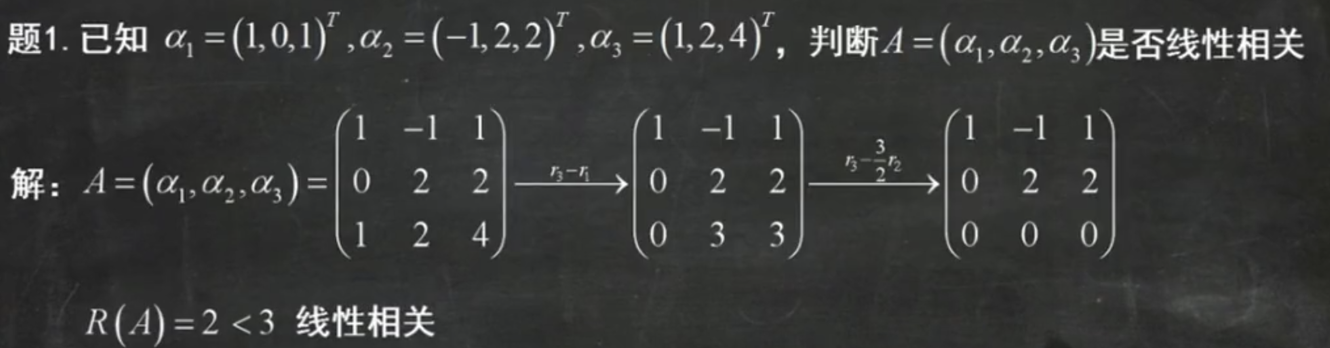 题1.已知 α₁=(1,0,1)ᵀ,α₂=(-1,2,2)ᵀ,α₃=(1,2,4)ᵀ，判断A=(α₁,α₂,α₃)是否线性相关
1 -1 1 1 -1 1 1 -1 1
解：A=(α₁,α₂,α₃)= 0 2 2 r₃-r₁ 0 2 2 r₃-3/2r₂ 0 2 2
1 2 4 0 3 3 0 0 0
R(A)=2<3 线性相关